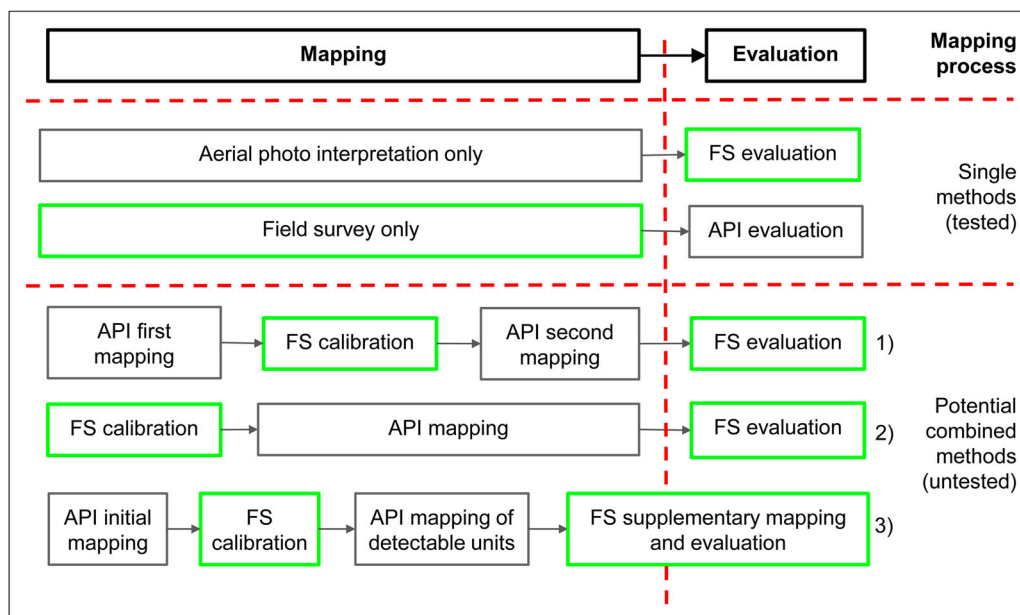 Mapping
Evaluation
Mapping
process
Aerial photo interpretation only
FS evaluation
Field survey only
API evaluation
Single
methods
(tested)
API first
mapping
FS calibration
API second
mapping
FS evaluation
1)
FS calibration
API mapping
FS evaluation
2)
API initial
mapping
FS
calibration
API mapping of
detectable units
FS supplementary mapping
and evaluation
3)
Potential
combined
methods
(untested)